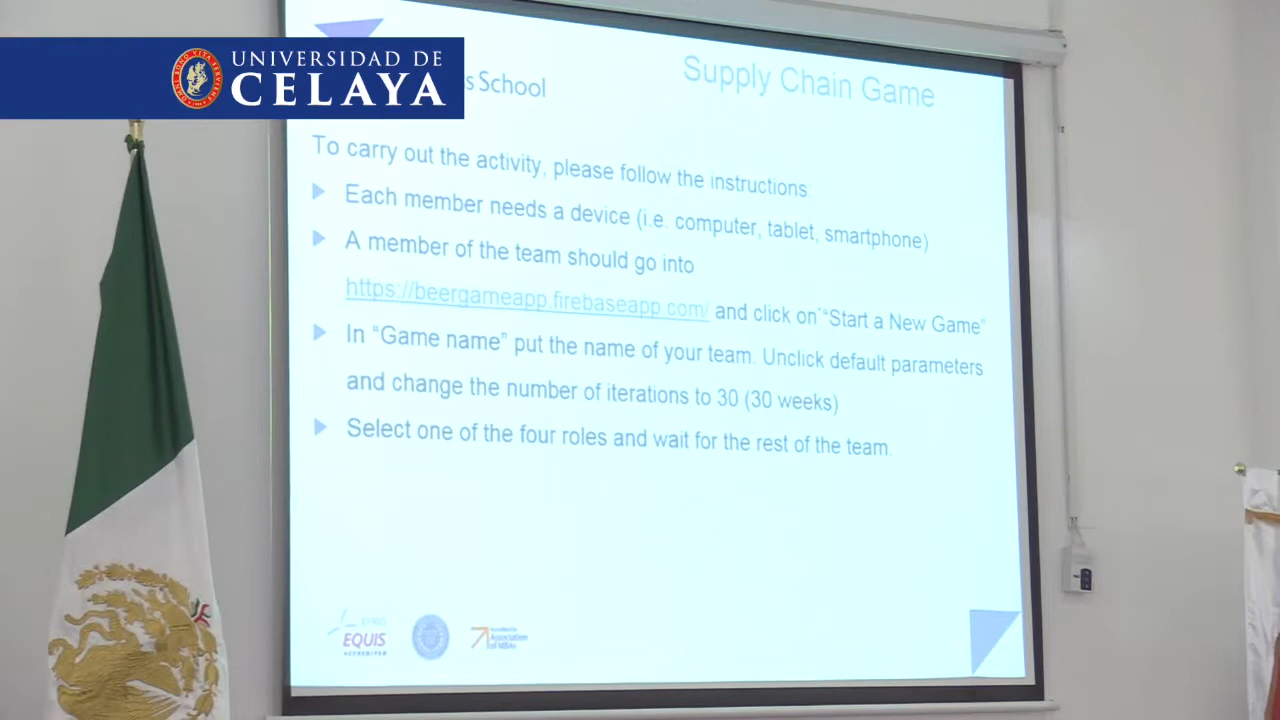 UNIVERSIDAD DE
CELAYA
s School
Supply Chain Game
To carry out the activity, please follow the instructions.
Each member needs a device (i.e. computer, tablet, smartphone)
A member of the team should go into
https://beergameapp.firebaseapp.com/ and click on "Start a New Game"
In “Game name” put the name of your team. Unclick default parameters
and change the number of iterations to 30 (30 weeks)
Select one of the four roles and wait for the rest of the team.
EQUIS
ACCREDITED
Association
of MBAs